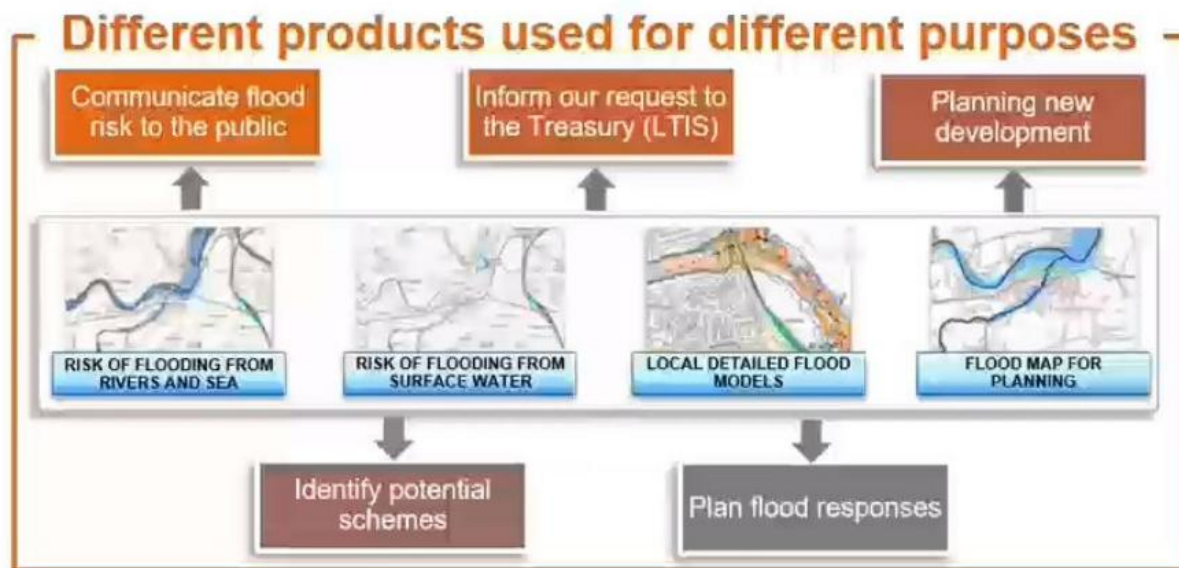 Different products used for different purposes
Communicate flood
risk to the public
Inform our request to
the Treasury (LTIS)
Planning new
development
RISK OF FLOODING FROM
RIVERS AND SEA
RISK OF FLOODING FROM
SURFACE WATER
LOCAL DETAILED FLOOD
MODELS
FLOOD MAP FOR
PLANNING
Identify potential
schemes
Plan flood responses